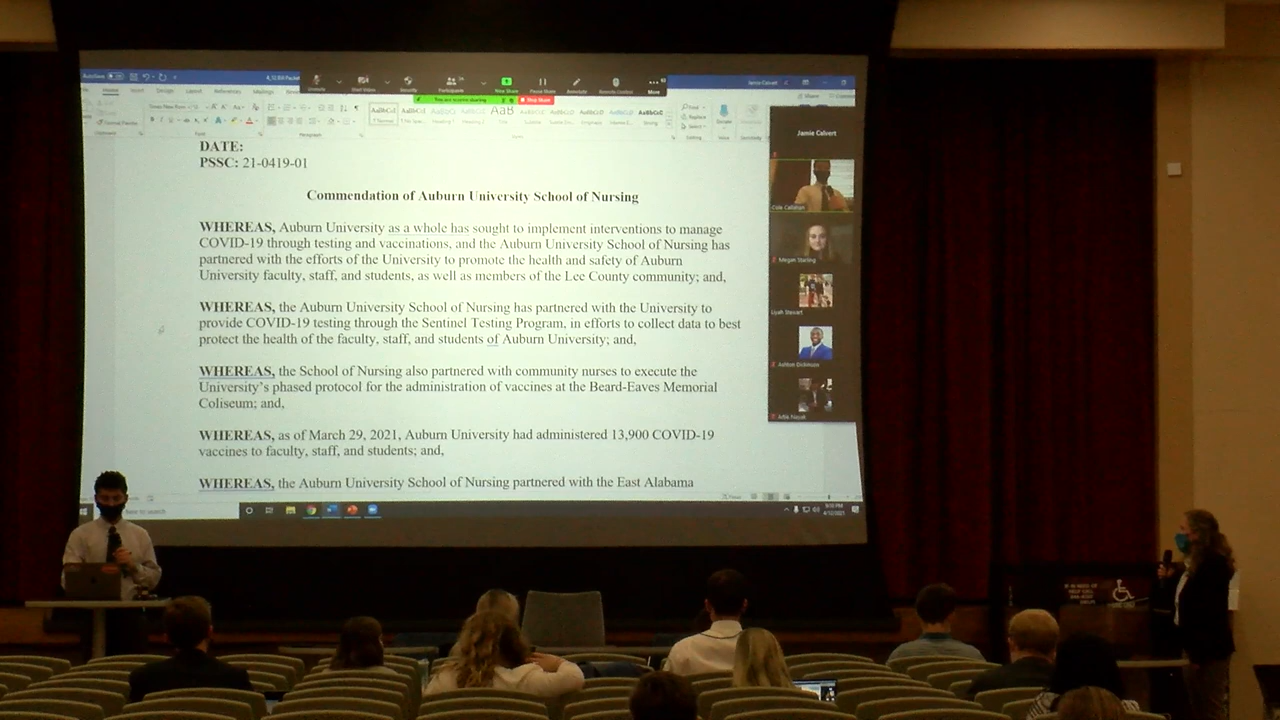 Jamie Calvert
DATE:
PSSC: 21-0419-01
Commendation of Auburn University School of Nursing
WHEREAS, Auburn University as a whole has sought to implement interventions to manage
COVID-19 through testing and vaccinations, and the Auburn University School of Nursing has
partnered with the efforts of the University to promote the health and safety of Auburn
University faculty, staff, and students, as well as members of the Lee County community; and,
WHEREAS, the Auburn University School of Nursing has partnered with the University to
provide COVID-19 testing through the Sentinel Testing Program, in efforts to collect data to best
protect the health of the faculty, staff, and students of Auburn University; and,
WHEREAS, the School of Nursing also partnered with community nurses to execute the
University's phased protocol for the administration of vaccines at the Beard-Eaves Memorial
Coliseum; and,
WHEREAS, as of March 29, 2021, Auburn University had administered 13,900 COVID-19
vaccines to faculty, staff, and students; and,
WHEREAS, the Auburn University School of Nursing partnered with the East Alabama
Cole Callahan
Megan Starling
Ashton Dickinson
here to search
4/12/2021